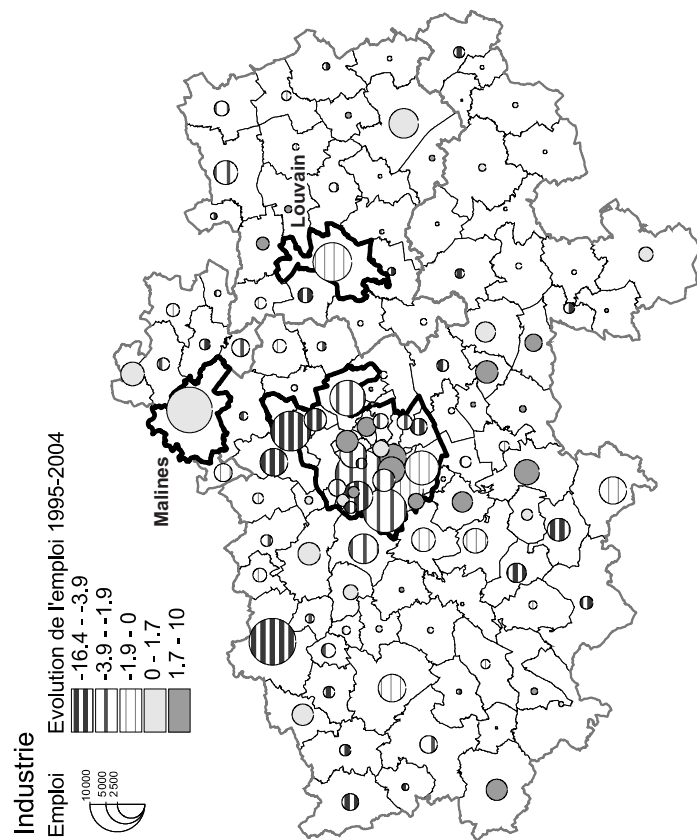 Industrie
Emploi
10000
5000
2500
Evolution de l'emploi 1995-2004
-16.4 - -3.9
-3.9 - -1.9
-1.9 - 0
0 - 1.7
1.7 - 10
Malines
Louvain